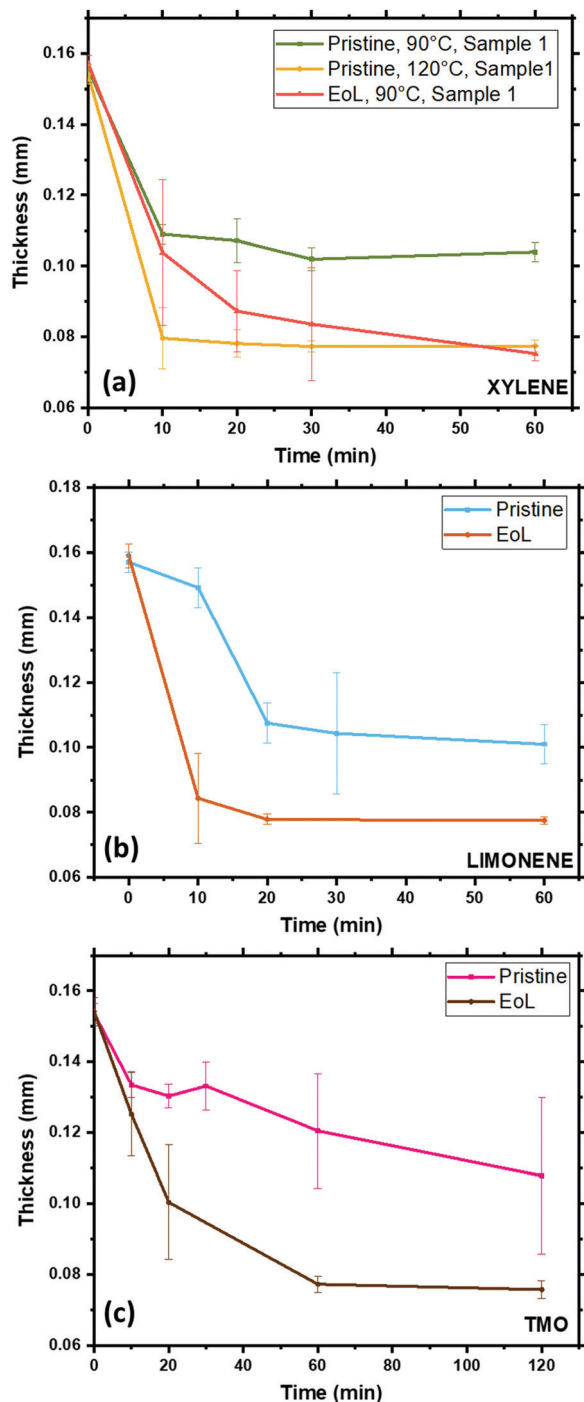 0.16
0.14
0.12
0.10
0.08
0.06
Thickness (mm)
Pristine, 90°C, Sample 1
Pristine, 120°C, Sample1
EoL, 90°C, Sample 1
(a)
XYLENE
0 10 20 30 40 50 60
Time (min)
0.18
0.16
0.14
0.12
0.10
0.08
0.06
Thickness (mm)
Pristine
EoL
(b)
LIMONENE
0 10 20 30 40 50 60
Time (min)
0.16
0.14
0.12
0.10
0.08
0.06
Thickness (mm)
Pristine
EoL
(c)
TMO
0 20 40 60 80 100 120
Time (min)